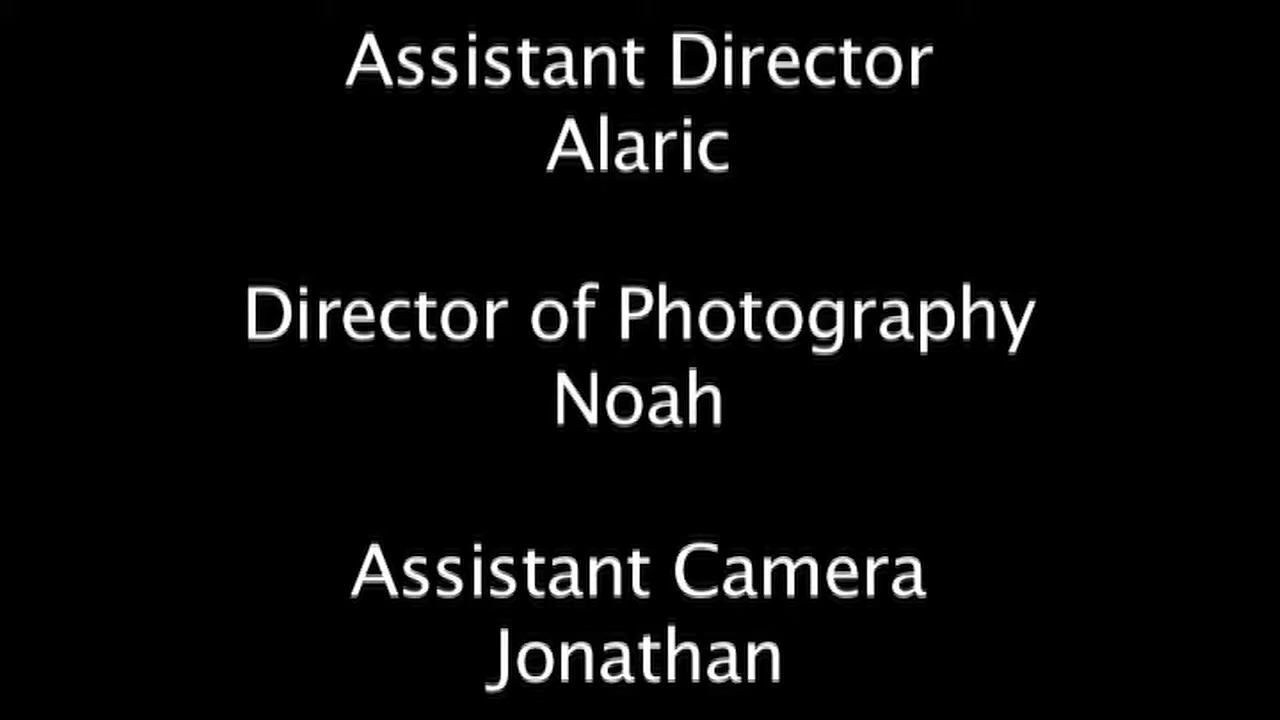 Assistant Director
Alaric
Director of Photography
Noah
Assistant Camera
Jonathan